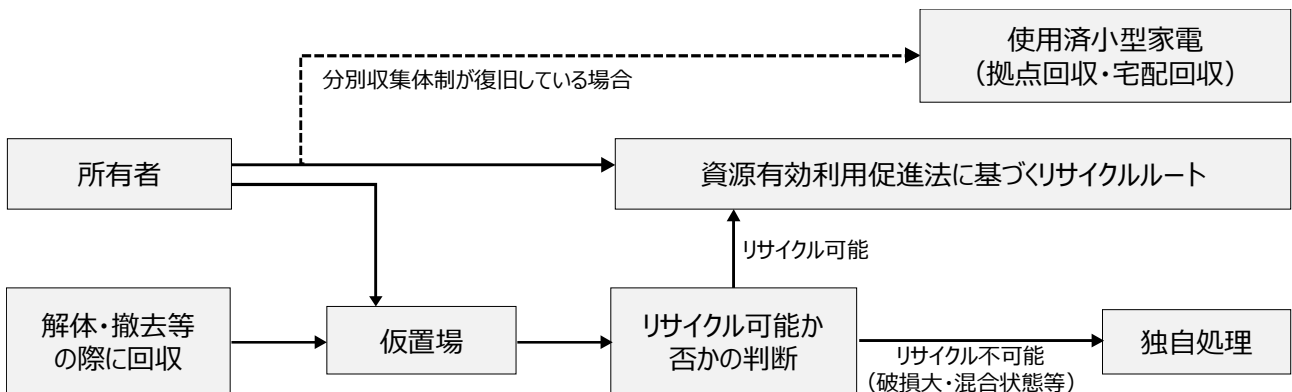 使用済小型家電
（拠点回収・宅配回収）
分別収集体制が復旧している場合
所有者
資源有効利用促進法に基づくリサイクルルート
リサイクル可能
解体・撤去等
の際に回収
仮置場
リサイクル可能か
否かの判断
リサイクル不可能
（破損大・混合状態等）
独自処理